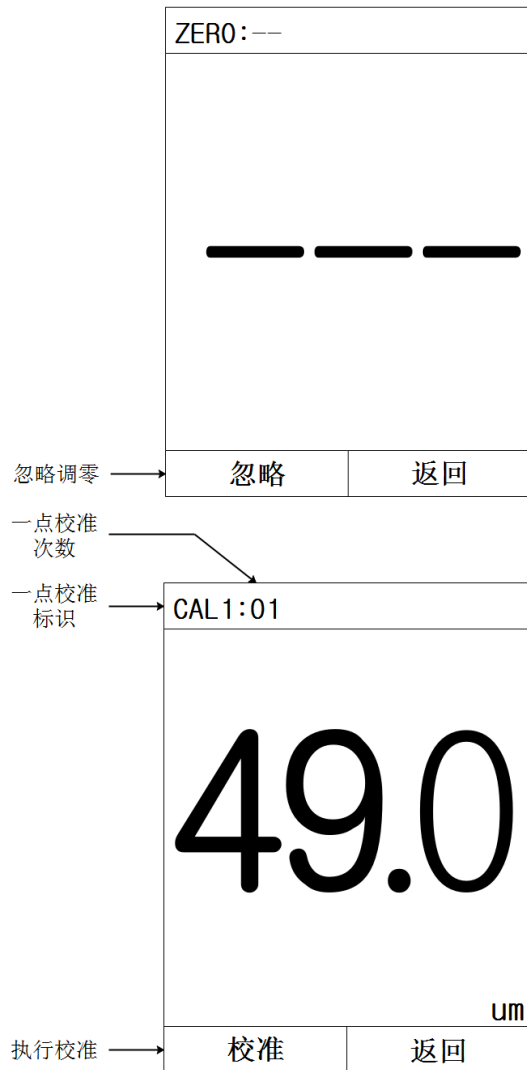 ZERO:--
--- 
忽略调零
忽略
返回
一点校准
次数
一点校准
标识
CAL1:01
49.0
um
执行校准
校准
返回